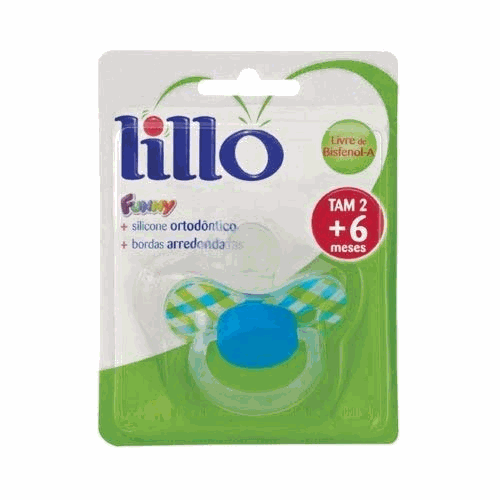 lillo
Livre de
Bisfenol-A
FUNNY
+ silicone ortodôntico
+ bordas arredondadas
TAM 2
+6
meses